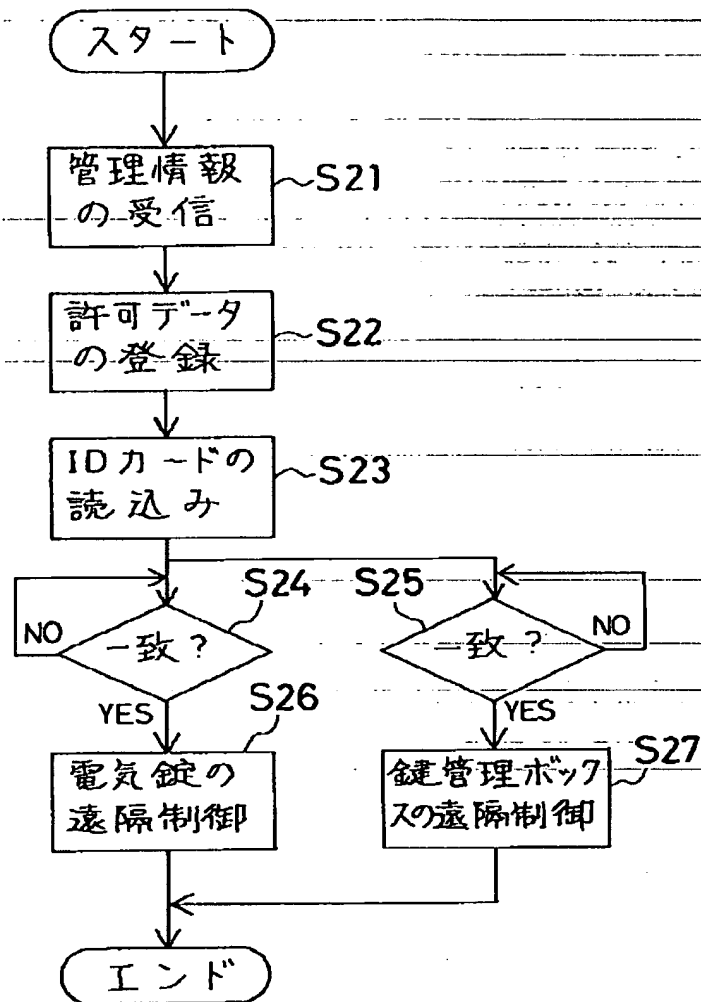 スタート
管理情報
の受信
S21
許可データ
の登録
S22
IDカードの
読込み
S23
S24
S25
NO
一致?
一致?
NO
YES
S26
YES
電気錠の
遠隔制御
鍵管理ボック
スの遠隔制御
S27
エンド